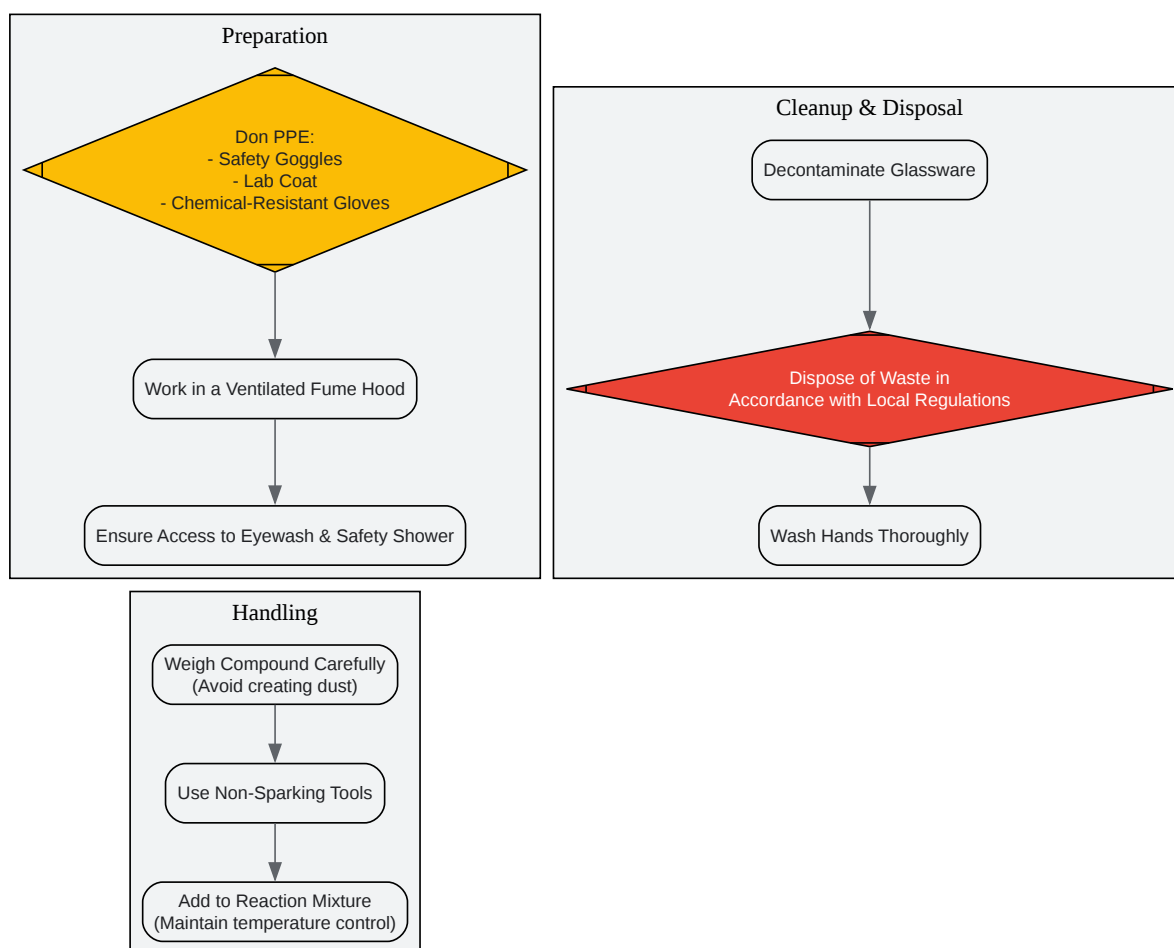 Preparation
Don PPE:
- Safety Goggles
- Lab Coat
- Chemical-Resistant Gloves
Work in a Ventilated Fume Hood
Ensure Access to Eyewash & Safety Shower
Cleanup & Disposal
Decontaminate Glassware
Dispose of Waste in
Accordance with Local Regulations
Wash Hands Thoroughly
Handling
Weigh Compound Carefully
(Avoid creating dust)
Use Non-Sparking Tools
Add to Reaction Mixture
(Maintain temperature control)